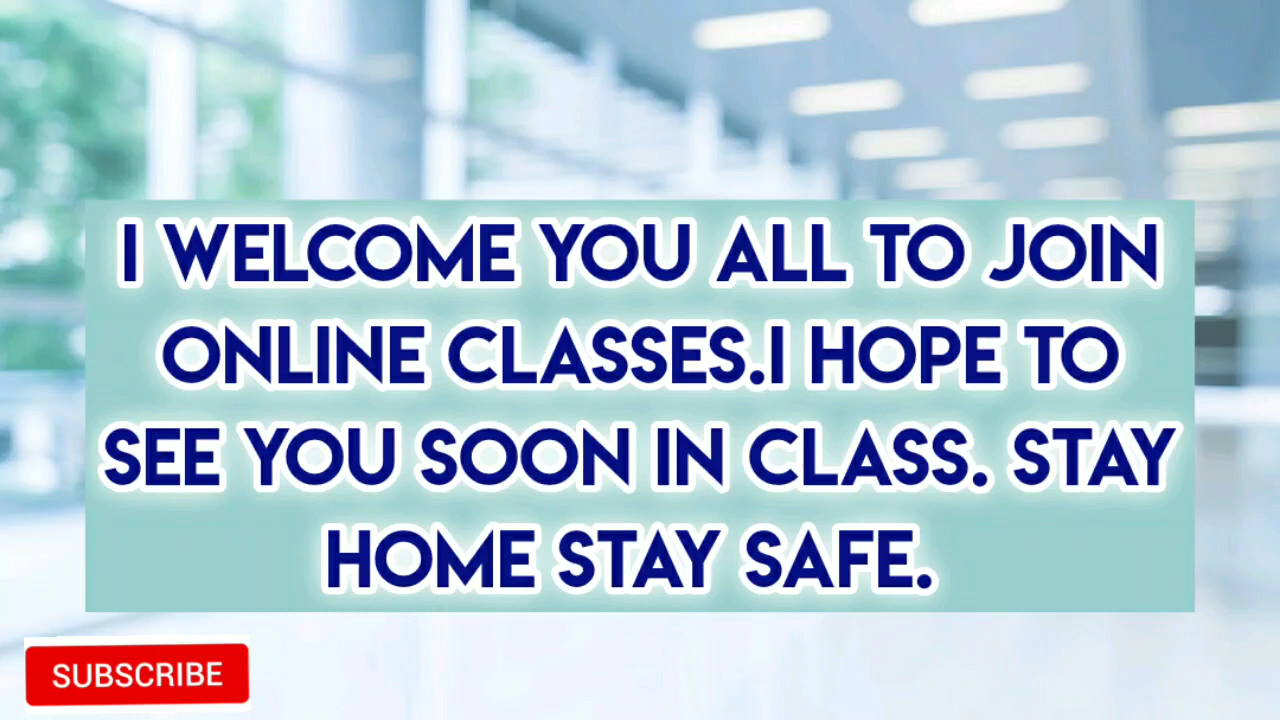 I WELCOME YOU ALL TO JOIN
ONLINE CLASSES.I HOPE TO
SEE YOU SOON IN CLASS. STAY
HOME STAY SAFE.
SUBSCRIBE